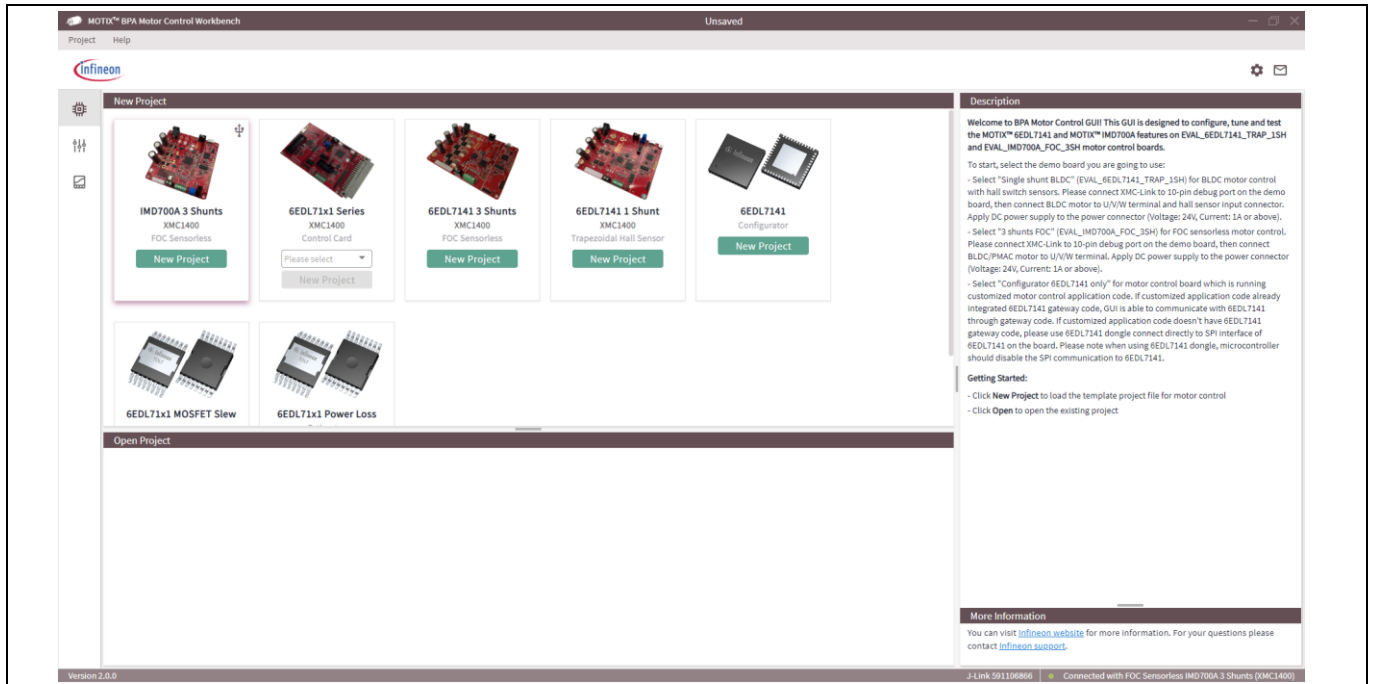 MOTIX™ BPA Motor Control Workbench
Unsaved
Project Help
infineon
New Project
IMD700A 3 Shunts
XMC1400
FOC Sensorless
New Project
6EDL71x1 Series
XMC1400
Control Card
Please select
New Project
6EDL7141 3 Shunts
XMC1400
FOC Sensorless
New Project
6EDL7141 1 Shunt
XMC1400
Trapezoidal Hall Sensor
New Project
6EDL7141
Configurator
New Project
6EDL71x1 MOSFET Slew
6EDL71x1 Power Loss
Open Project
Description
Welcome to BPA Motor Control GUI! This GUI is designed to configure, tune and test
the MOTIX™ 6EDL7141 and MOTIX™ IMD700A features on EVAL_6EDL7141_TRAP_1SH
and EVAL_IMD700A_FOC_3SH motor control boards.
To start, select the demo board you are going to use:
- Select "Single shunt BLDC" (EVAL_6EDL7141_TRAP_1SH) for BLDC motor control
with hall switch sensors. Please connect XMC-Link to 10-pin debug port on the demo
board, then connect BLDC motor to U/V/W terminal and hall sensor input connector.
Apply DC power supply to the power connector (Voltage: 24V, Current: 1A or above).
- Select "3 shunts FOC" (EVAL_IMD700A_FOC_3SH) for FOC sensorless motor control.
Please connect XMC-Link to 10-pin debug port on the demo board, then connect
BLDC/PMAC motor to U/V/W terminal. Apply DC power supply to the power connector
(Voltage: 24V, Current: 1A or above).
- Select "Configurator 6EDL7141 only" for motor control board which is running
customized motor control application code. If customized application code already
integrated 6EDL7141 gateway code, GUI is able to communicate with 6EDL7141
through gateway code. If customized application code doesn't have 6EDL7141
gateway code, please use 6EDL7141 dongle connect directly to SPI interface of
6EDL7141 on the board. Please note when using 6EDL7141 dongle, microcontroller
should disable the SPI communication to 6EDL7141.
Getting Started:
- Click New Project to load the template project file for motor control
- Click Open to open the existing project
More Information
You can visit Infineon website for more information. For your questions please
contact Infineon support.
Version 2.0.0
J-Link 591106866
Connected with FOC Sensorless IMD700A 3 Shunts (XMC1400)